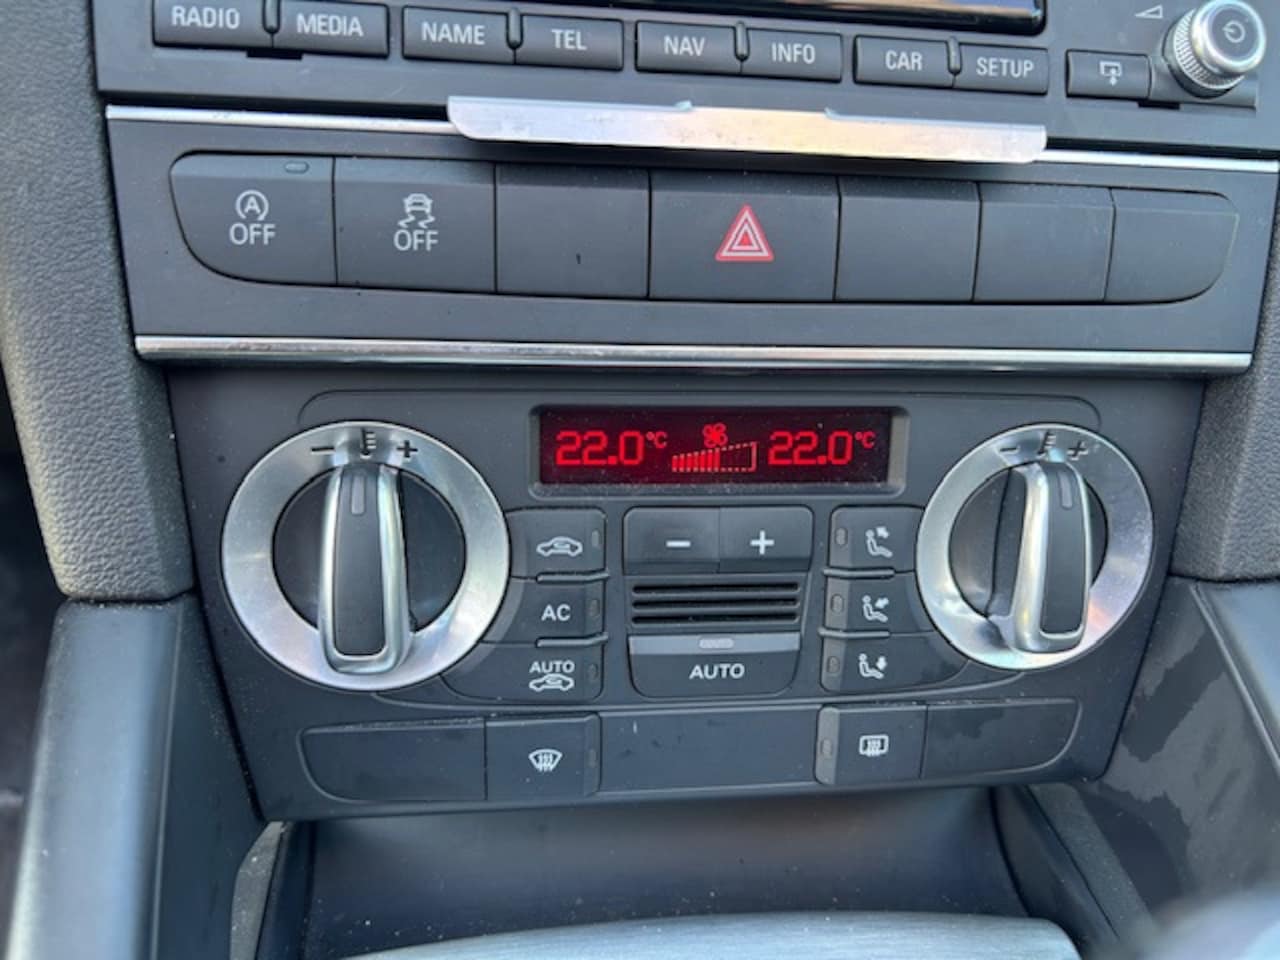 RADIO MEDIA NAME TEL NAV INFO CAR SETUP
A
OFF OFF
- + 22.0°C 22.0°C - +
- +
AC
AUTO AUTO